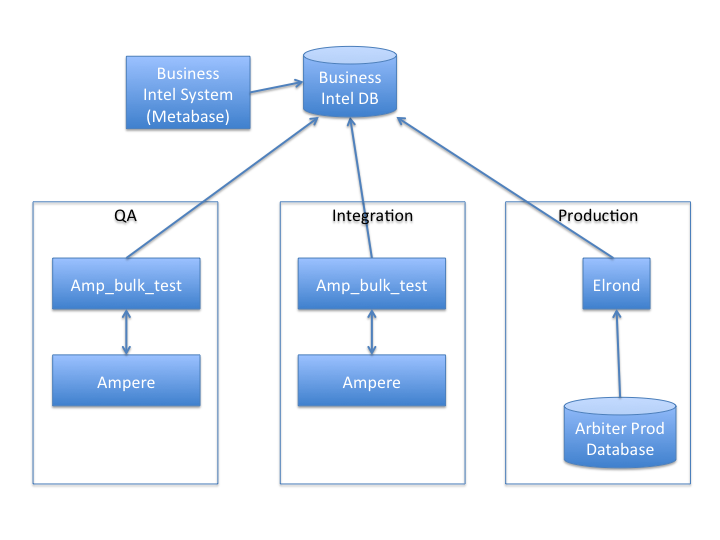 Business
Intel System
(Metabase)
Business
Intel DB
QA
Integration
Production
Amp_bulk_test
Amp_bulk_test
Elrond
Ampere
Ampere
Arbiter Prod
Database